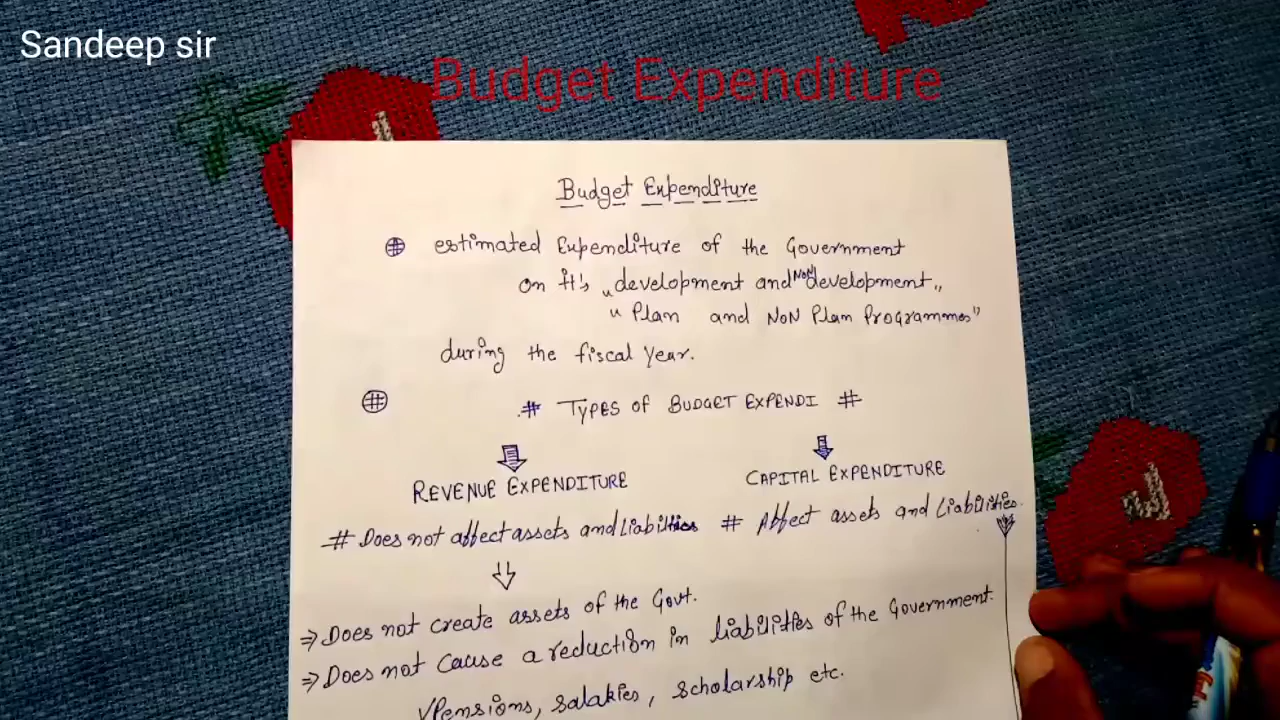 Sandeep sir
Budget Expenditure
Budget Expenditure
estimated Expenditure of the Government
on It's "development and Non development"
" Plan and Non Plan Programmes"
during the fiscal year.
# TYPES OF BUDGET EXPENDI #
REVENUE EXPENDITURE
CAPITAL EXPENDITURE
# Does not affect assets and Liabilities
# Affect assets and Liabilities.
⇒ Does not create assets of the Govt.
⇒ Does not cause a reduction in liabilities of the Government.
Pensions, salaries, scholarship etc.